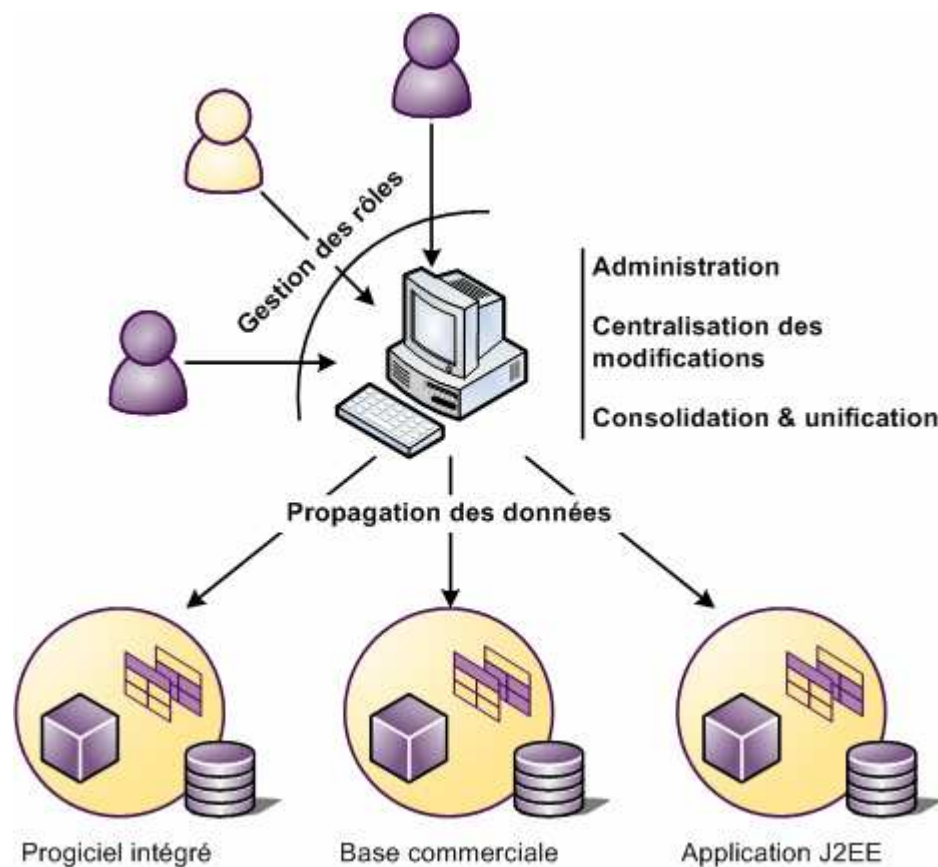 Gestion des rôles
Administration
Centralisation des
modifications
Consolidation & unification
Propagation des données
Progiciel intégré
Base commerciale
Application J2EE